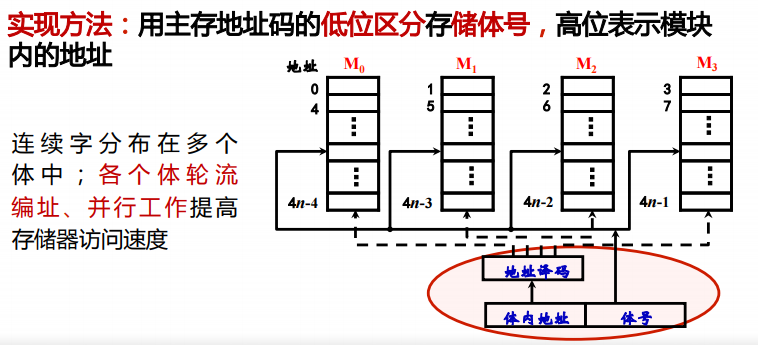 实现方法：用主存地址码的低位区分存储体号，高位表示模块
内的地址
地址 M0 M1 M2 M3
0 1 2 3
4 5 6 7
连续字分布在多个
体中；各个体轮流
编址、并行工作提高
存储器访问速度
4n-4 4n-3 4n-2 4n-1
地址译码
体内地址 体号